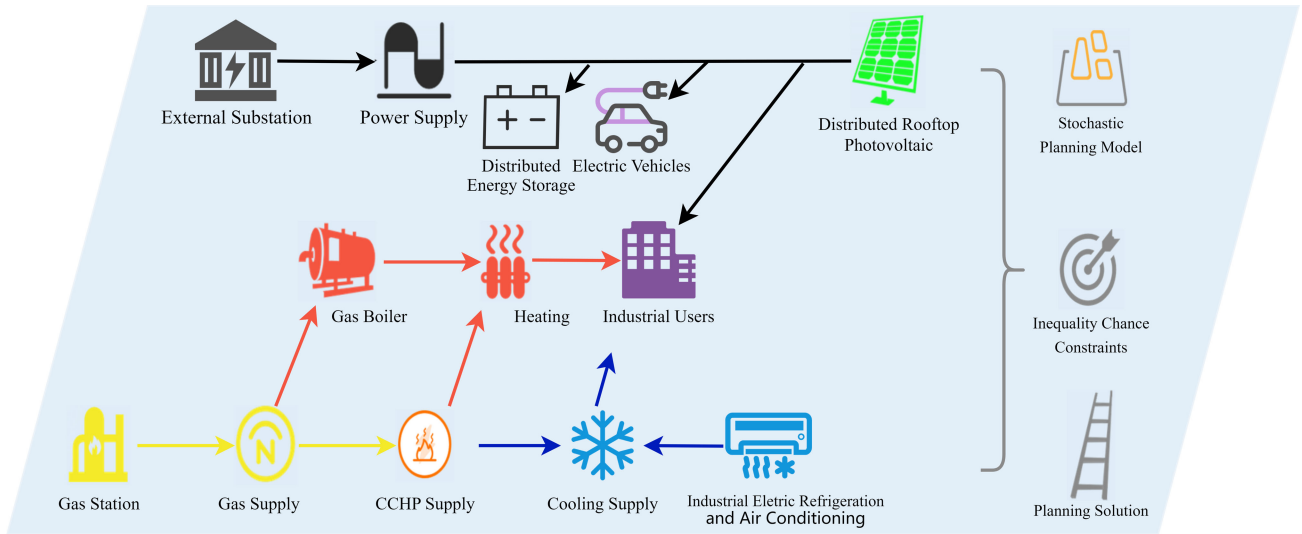 External Substation
Power Supply
Distributed
Energy Storage
Electric Vehicles
Distributed Rooftop
Photovoltaic
Stochastic
Planning Model
Gas Boiler
Heating
Industrial Users
Inequality Chance
Constraints
N
Gas Station
Gas Supply
CCHP Supply
Cooling Supply
Industrial Eletric Refrigeration
and Air Conditioning
Planning Solution